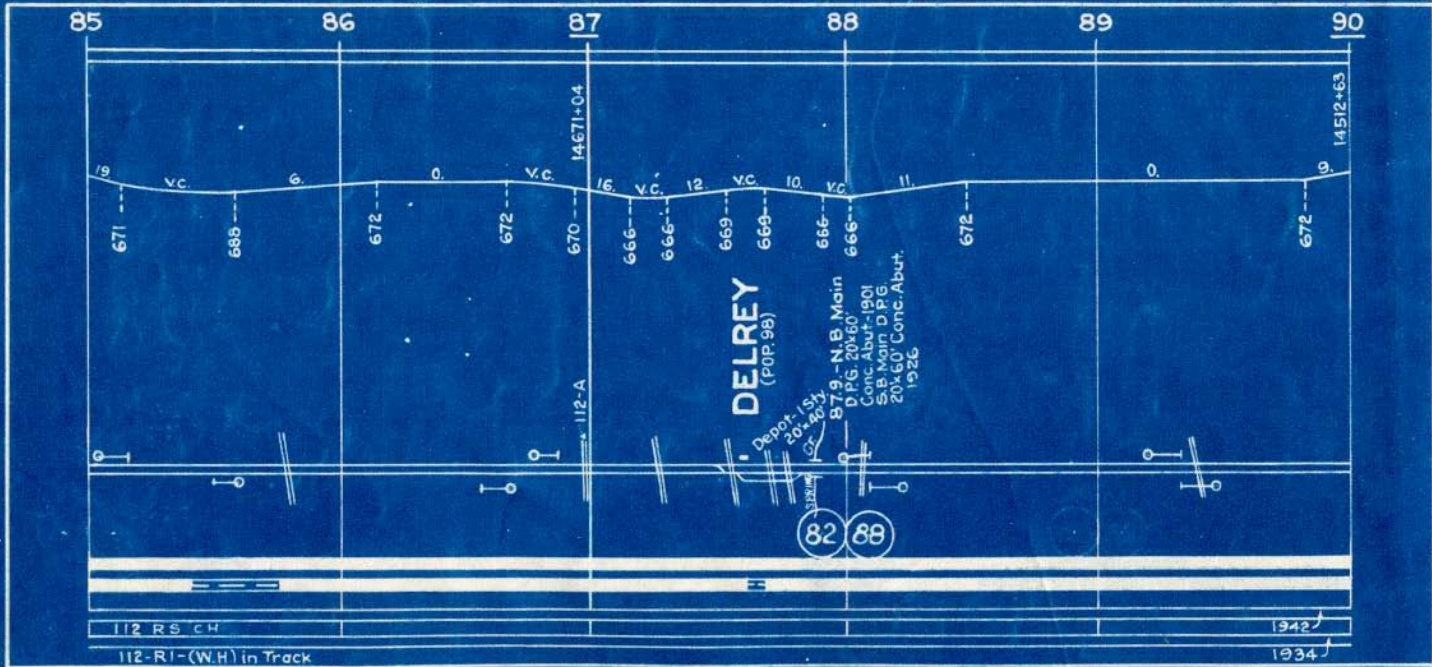 85 86 87 88 89 90
14671+04
14512+63
19 V.C. 6. 0. V.C. 16. V.C. 12. V.C. 10. V.C. 11. 0. 9.
671 688 672 672 670 666 666 669 669 666 666 672 672
DELREY
(POP. 98)
112-A
Depot-1 Sty.
20'x40'
C.F.
87.9.-N.B Main
D.P.G. 20'x60'
Conc. Abut.-1901
S.B. Main D.P.G.
20'x60' Conc. Abut.
1926
SPRING
82 88
112 RS CH
1942
112-R1-(W.H) in Track
1934